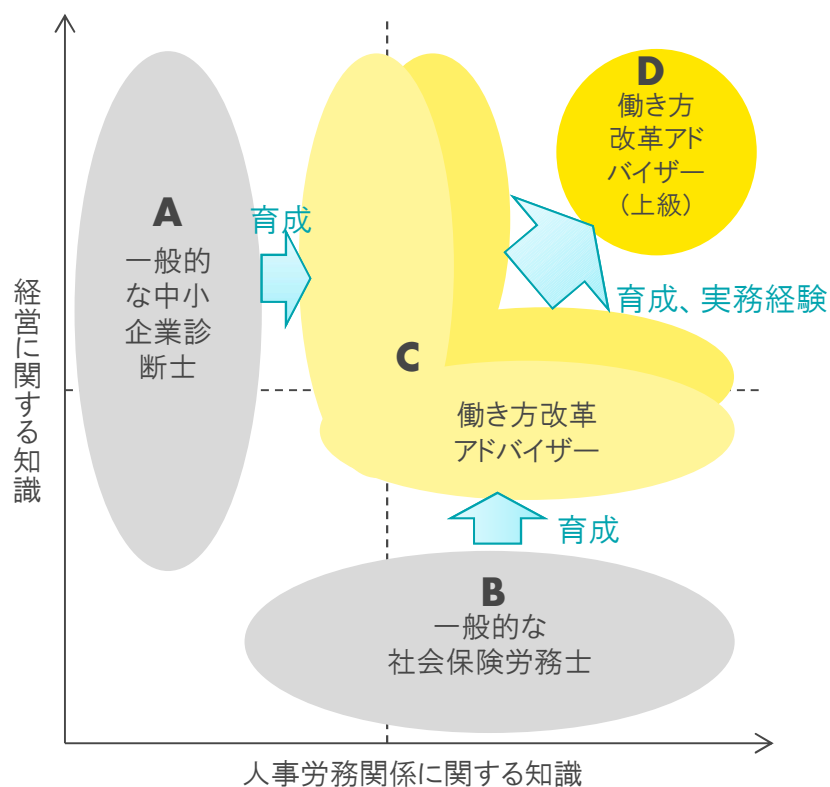 経営に関する知識
A
一般的
な中小
企業診
断士
育成
C
働き方改革
アドバイザー
D
働き方
改革アド
バイザー
（上級）
育成、実務経験
育成
B
一般的な
社会保険労務士
人事労務関係に関する知識